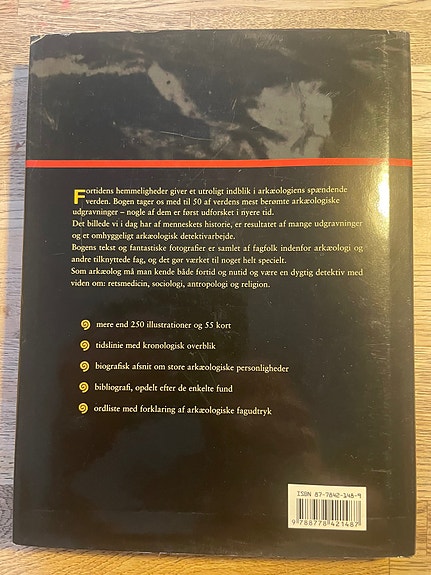 Fortidens hemmeligheder giver et utroligt indblik i arkæologiens spændende
verden. Bogen tager os med til 50 af verdens mest berømte arkæologiske
udgravninger – nogle af dem er først udforsket i nyere tid.
Det billede vi i dag har af menneskets historie, er resultatet af mange udgravninger
og et omhyggeligt arkæologisk detektivarbejde.
Bogens tekst og fantastiske fotografier er samlet af fagfolk indenfor arkæologi og
andre tilknyttede fag, og det gør værket til noget helt specielt.
Som arkæolog må man kende både fortid og nutid og være en dygtig detektiv med
viden om: retsmedicin, sociologi, antropologi og religion.
mere end 250 illustrationer og 55 kort
tidslinie med kronologisk overblik
biografisk afsnit om store arkæologiske personligheder
bibliografi, opdelt efter de enkelte fund
ordliste med forklaring af arkæologiske fagudtryk
ISBN 87-7842-148-9
9 788778 421487